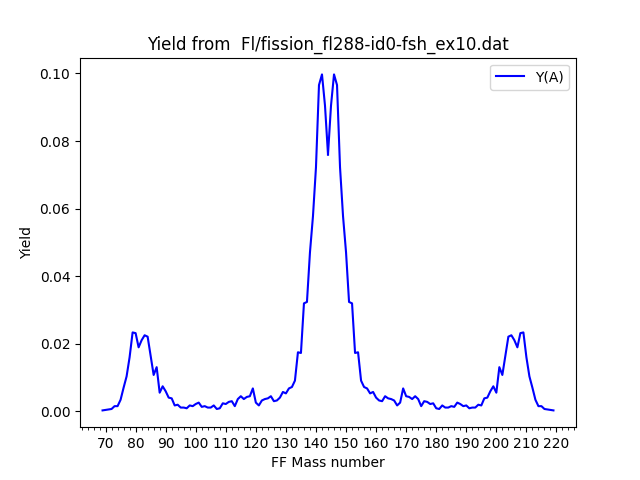 Yield from  Fl/fission_fl288-id0-fsh_ex10.dat
Y(A)
0.10
0.08
0.06
0.04
0.02
0.00
Yield
70 80 90 100 110 120 130 140 150 160 170 180 190 200 210 220
FF Mass number